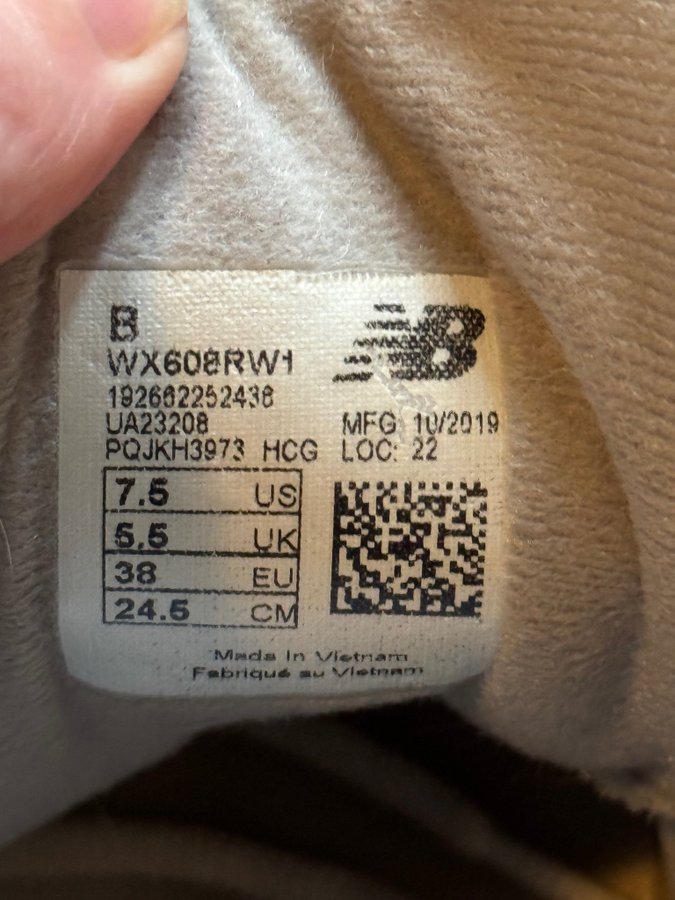 B
NB
WX608RW1
192662252436
UA23208 MFG 10/2019
PQJKH3973 HCG LOC: 22
7.5 US
5.5 UK
38 EU
24.5 CM
Made in Vietnam
Fabriqué au Vietnam